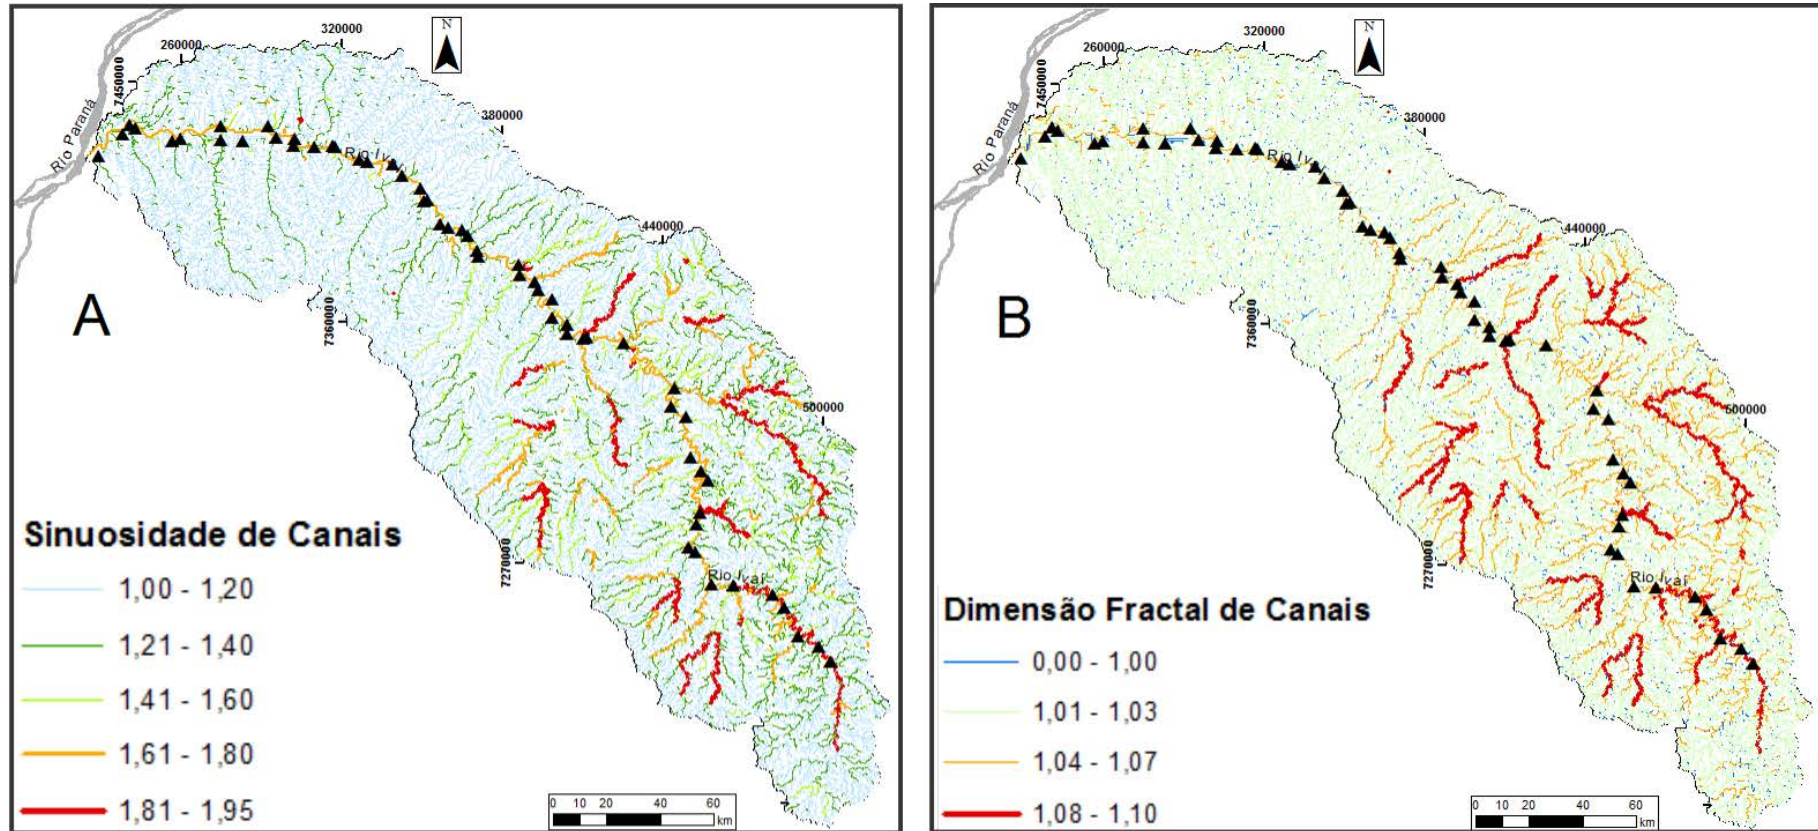 320000
N
260000
7450000
380000
Rio Paraná
Rio Ivaí
440000
7360000
A
500000
Sinuosidade de Canais
7270000
Rio Ivaí
1,00 - 1,20
1,21 - 1,40
1,41 - 1,60
1,61 - 1,80
1,81 - 1,95
0 10 20 40 60
km
320000
N
260000
7450000
380000
Rio Paraná
Rio Ivaí
440000
7360000
B
500000
7270000
Rio Ivaí
Dimensão Fractal de Canais
0,00 - 1,00
1,01 - 1,03
1,04 - 1,07
1,08 - 1,10
0 10 20 40 60
km